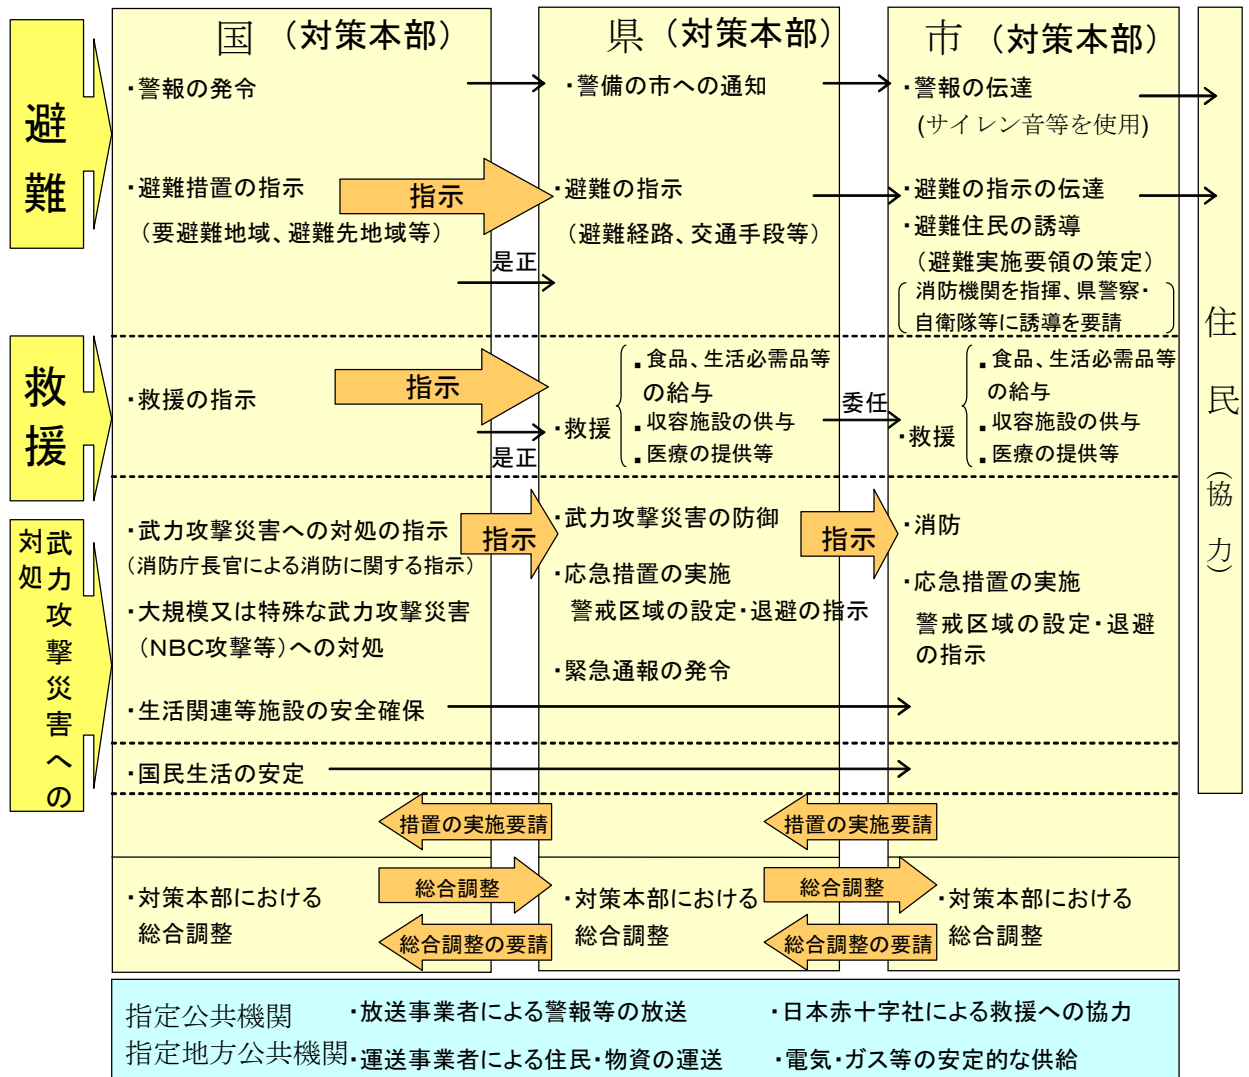 国（対策本部）
県（対策本部）
市（対策本部）
避難
・警報の発令
・警備の市への通知
・警報の伝達
(サイレン音等を使用)
・避難措置の指示
（要避難地域、避難先地域等）
指示
・避難の指示
（避難経路、交通手段等）
是正
・避難の指示の伝達
・避難住民の誘導
（避難実施要領の策定）
消防機関を指揮、県警察・
自衛隊等に誘導を要請
救援
・救援の指示
指示
是正
・救援
▪食品、生活必需品等
の給与
▪収容施設の供与
▪医療の提供等
委任
・救援
▪食品、生活必需品等
の給与
▪収容施設の供与
▪医療の提供等
武力攻撃災害への
対処
・武力攻撃災害への対処の指示
（消防庁長官による消防に関する指示）
・大規模又は特殊な武力攻撃災害
（NBC攻撃等）への対処
・生活関連等施設の安全確保
指示
・武力攻撃災害の防御
・応急措置の実施
警戒区域の設定・退避の指示
・緊急通報の発令
指示
・消防
・応急措置の実施
警戒区域の設定・退避
の指示
・国民生活の安定
措置の実施要請
措置の実施要請
・対策本部における
総合調整
総合調整
総合調整の要請
・対策本部における
総合調整
総合調整
総合調整の要請
・対策本部における
総合調整
住民（協力）
指定公共機関
指定地方公共機関
・放送事業者による警報等の放送
・日本赤十字社による救援への協力
・運送事業者による住民・物資の運送
・電気・ガス等の安定的な供給